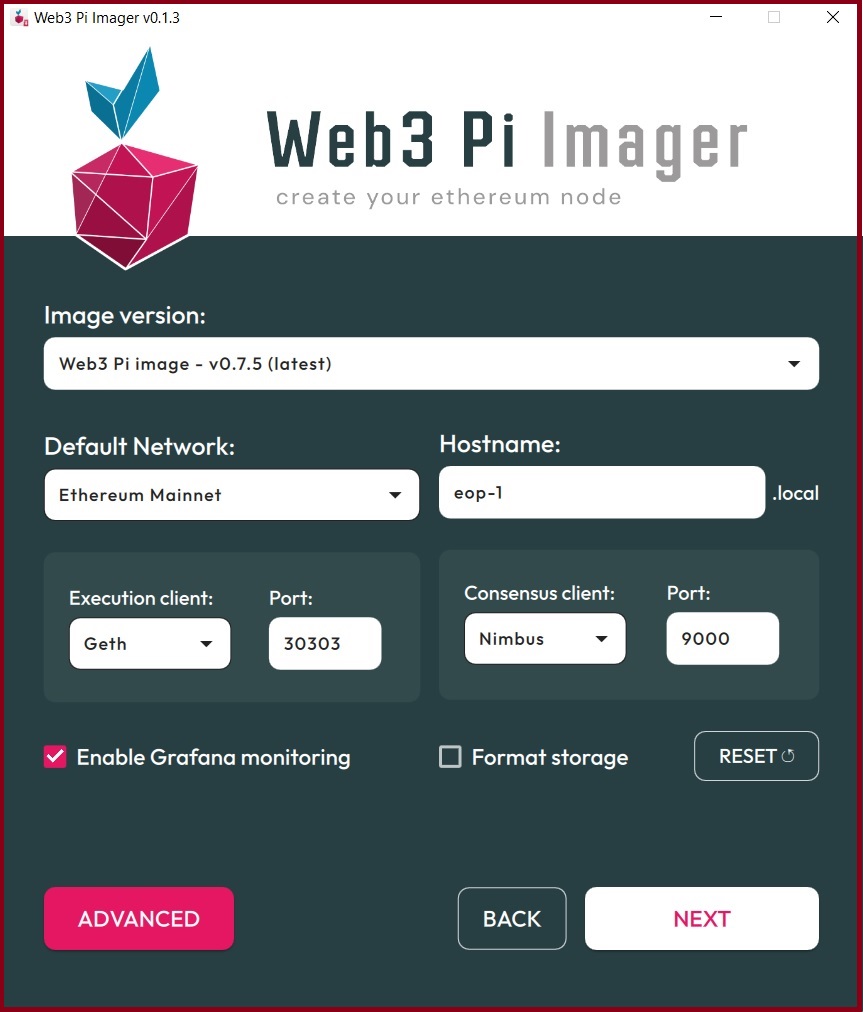 Web3 Pi Imager v0.1.3
Web3 Pi Imager
create your ethereum node
Image version:
Web3 Pi image - v0.7.5 (latest)
Default Network:
Hostname:
Ethereum Mainnet
eop-1
.local
Execution client:
Port:
Consensus client:
Port:
Geth
30303
Nimbus
9000
Enable Grafana monitoring
Format storage
RESET
ADVANCED
BACK
NEXT